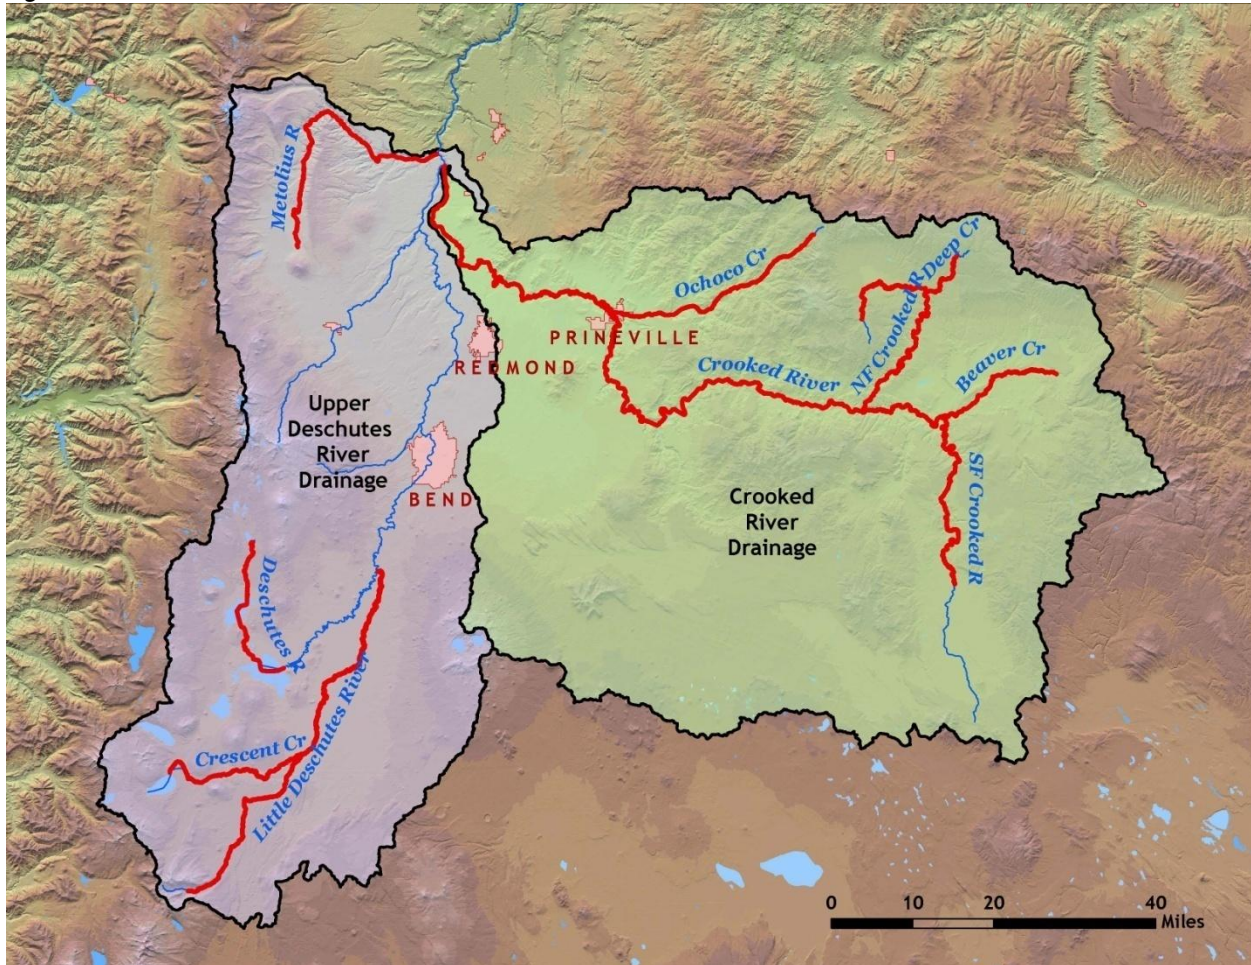 Metolius R
Ochoco Cr
Deep Cr
NF Crooked R
PRINEVILLE
REDMOND
Crooked River
Beaver Cr
Upper
Deschutes
River
Drainage
BEND
SF Crooked R
Crooked
River
Drainage
Deschutes R
Crescent Cr
Little Deschutes River
0 10 20 40
Miles